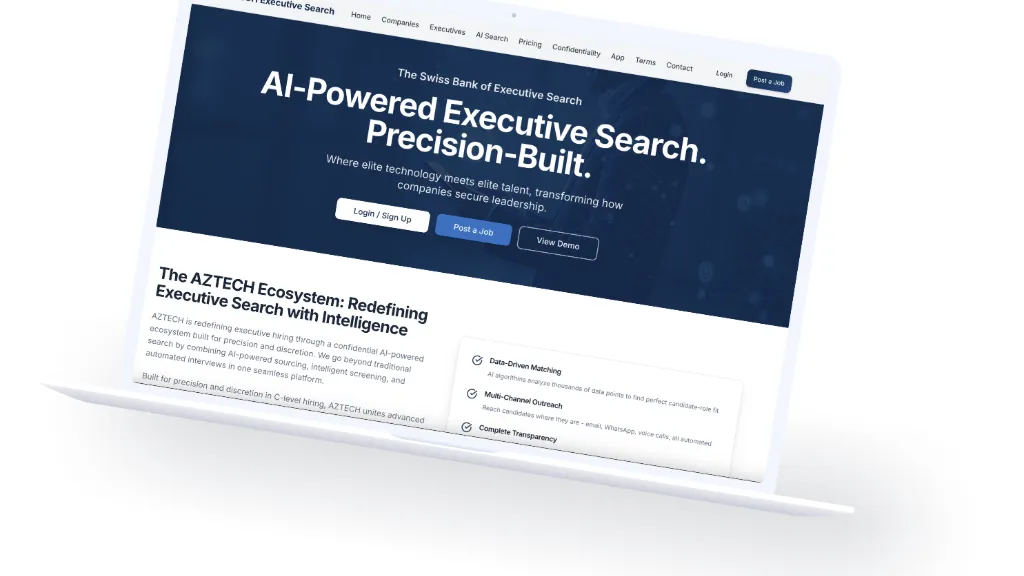 Executive Search
Home
Companies
Executives
AI Search
Pricing
Confidentiality
App
Terms
Contact
Login
Post a Job
The Swiss Bank of Executive Search
AI-Powered Executive Search.
Precision-Built.
Where elite technology meets elite talent, transforming how
companies secure leadership.
Login / Sign Up
Post a Job
View Demo
The AZTECH Ecosystem: Redefining
Executive Search with Intelligence
AZTECH is redefining executive hiring through a confidential AI-powered
ecosystem built for precision and discretion. We go beyond traditional
search by combining AI-powered sourcing, intelligent screening, and
automated interviews in one seamless platform.
Built for precision and discretion in C-level hiring, AZTECH unites advanced
Data-Driven Matching
AI algorithms analyze thousands of data points to find perfect candidate-role fit
Multi-Channel Outreach
Reach candidates where they are - email, WhatsApp, voice calls, all automated
Complete Transparency